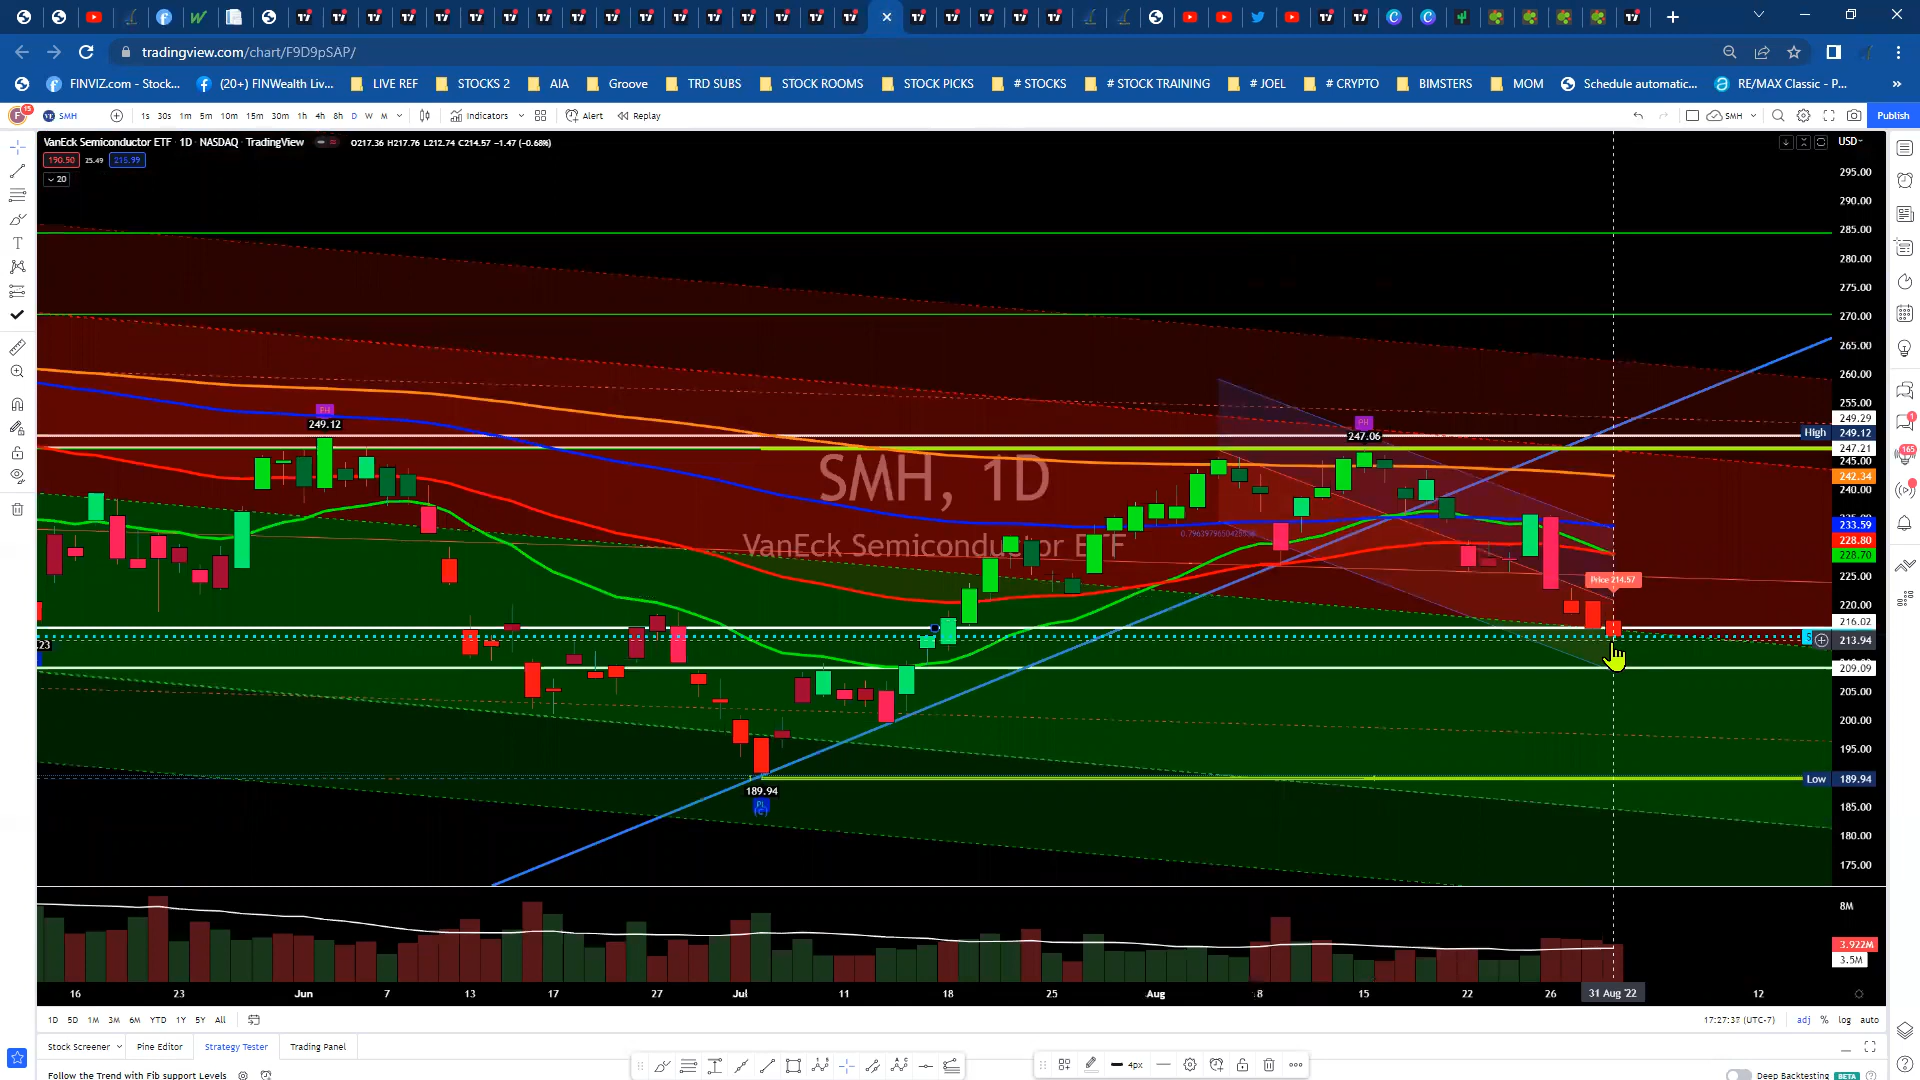 tradingview.com/chart/F9D9pSAP/
FINVIZ.com - Stock...
(20+) FINWealth Liv...
LIVE REF
STOCKS 2
AIA
Groove
TRD SUBS
STOCK ROOMS
STOCK PICKS
# STOCKS
# STOCK TRAINING
# JOEL
# CRYPTO
BIMSTERS
MOM
Schedule automatic...
RE/MAX Classic - P...
»
F 15 SMH 1s 30s 1m 5m 10m 15m 30m 1h 4h 8h D W M Indicators Alert Replay SMH Publish
VanEck Semiconductor ETF · 1D · NASDAQ · TradingView O217.36 H217.76 L212.74 C214.57 −1.47 (−0.68%) USD
190.50 25.49 216.99
20
295.00
290.00
285.00
280.00
275.00
270.00
265.00
260.00
255.00
249.29
High 249.12
247.21
245.00
242.34
240.00
233.59
228.80
228.70
225.00
220.00
216.02
213.94
209.09
205.00
200.00
195.00
Low 189.94
185.00
180.00
175.00
PH
249.12
PH
247.06
SMH, 1D
VanEck Semiconductor ETF
Price 214.57
.23
189.94
PL
(C)
8M
3.922M
3.5M
16 23 Jun 7 13 17 27 Jul 11 18 25 Aug 8 15 22 26 31 Aug '22 12
1D 5D 1M 3M 6M YTD 1Y 5Y All 17:27:37 (UTC-7) adj % log auto
Stock Screener Pine Editor Strategy Tester Trading Panel
4px
Follow the Trend with Fib support Levels
Deep Backtesting BETA
165